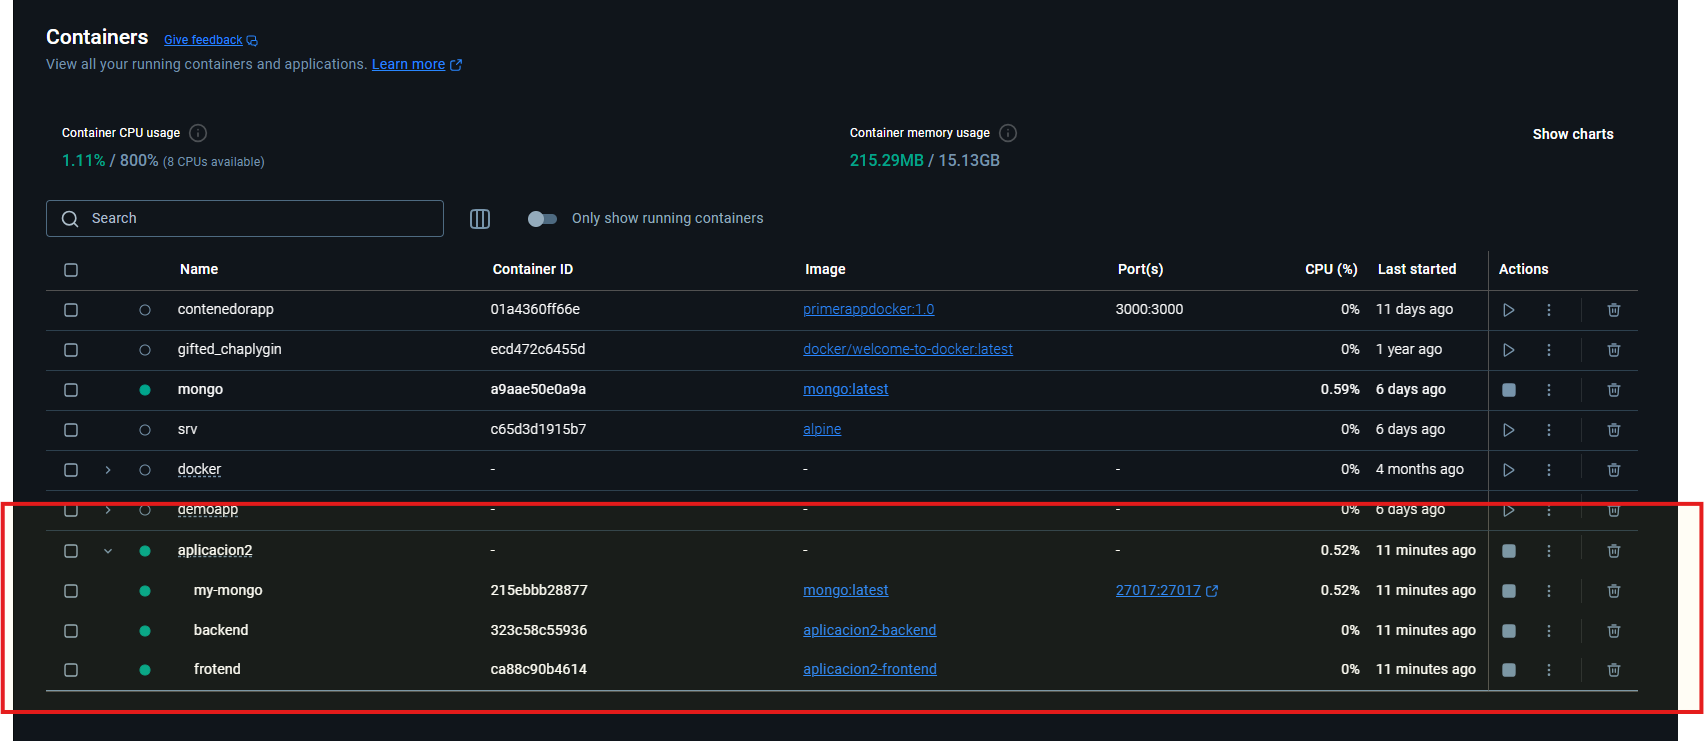 Containers Give feedback
View all your running containers and applications. Learn more
Container CPU usage Container memory usage Show charts
1.11% / 800% (8 CPUs available) 215.29MB / 15.13GB
Search Only show running containers
Name Container ID Image Port(s) CPU (%) Last started Actions
contenedorapp 01a4360ff66e primerappdocker:1.0 3000:3000 0% 11 days ago
gifted_chaplygin ecd472c6455d docker/welcome-to-docker:latest 0% 1 year ago
mongo a9aae50e0a9a mongo:latest 0.59% 6 days ago
srv c65d3d1915b7 alpine 0% 6 days ago
docker - - - 0% 4 months ago
demoapp - - - 0% 6 days ago
aplicacion2 - - - 0.52% 11 minutes ago
my-mongo 215ebbb28877 mongo:latest 27017:27017 0.52% 11 minutes ago
backend 323c58c55936 aplicacion2-backend 0% 11 minutes ago
frotend ca88c90b4614 aplicacion2-frontend 0% 11 minutes ago